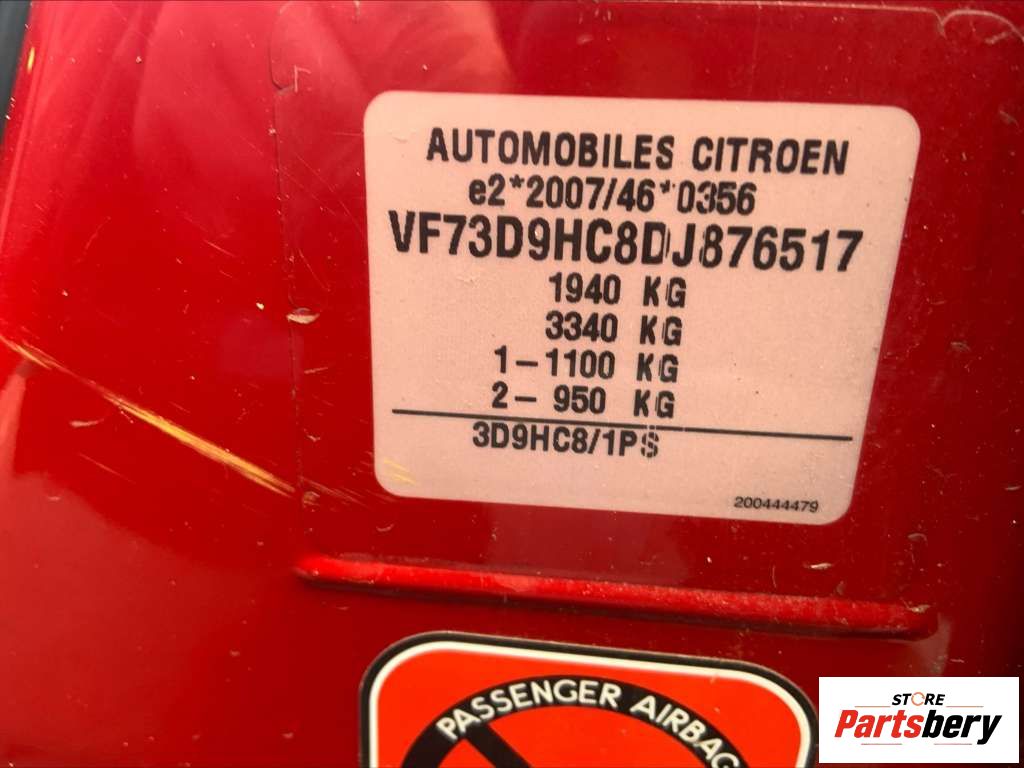 AUTOMOBILES CITROEN
e2*2007/46*0356
VF73D9HC8DJ876517
1940 KG
3340 KG
1-1100 KG
2- 950 KG
3D9HC8/1PS
200444479
PASSENGER AIRBAG
STORE
Partsbery